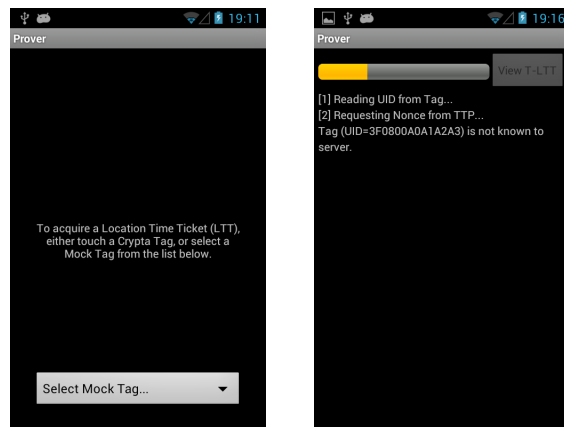 19:11
Prover
To acquire a Location Time Ticket (LTT),
either touch a Crypta Tag, or select a
Mock Tag from the list below.
Select Mock Tag...
19:16
Prover
View T-LTT
[1] Reading UID from Tag...
[2] Requesting Nonce from TTP...
Tag (UID=3F0800A0A1A2A3) is not known to
server.